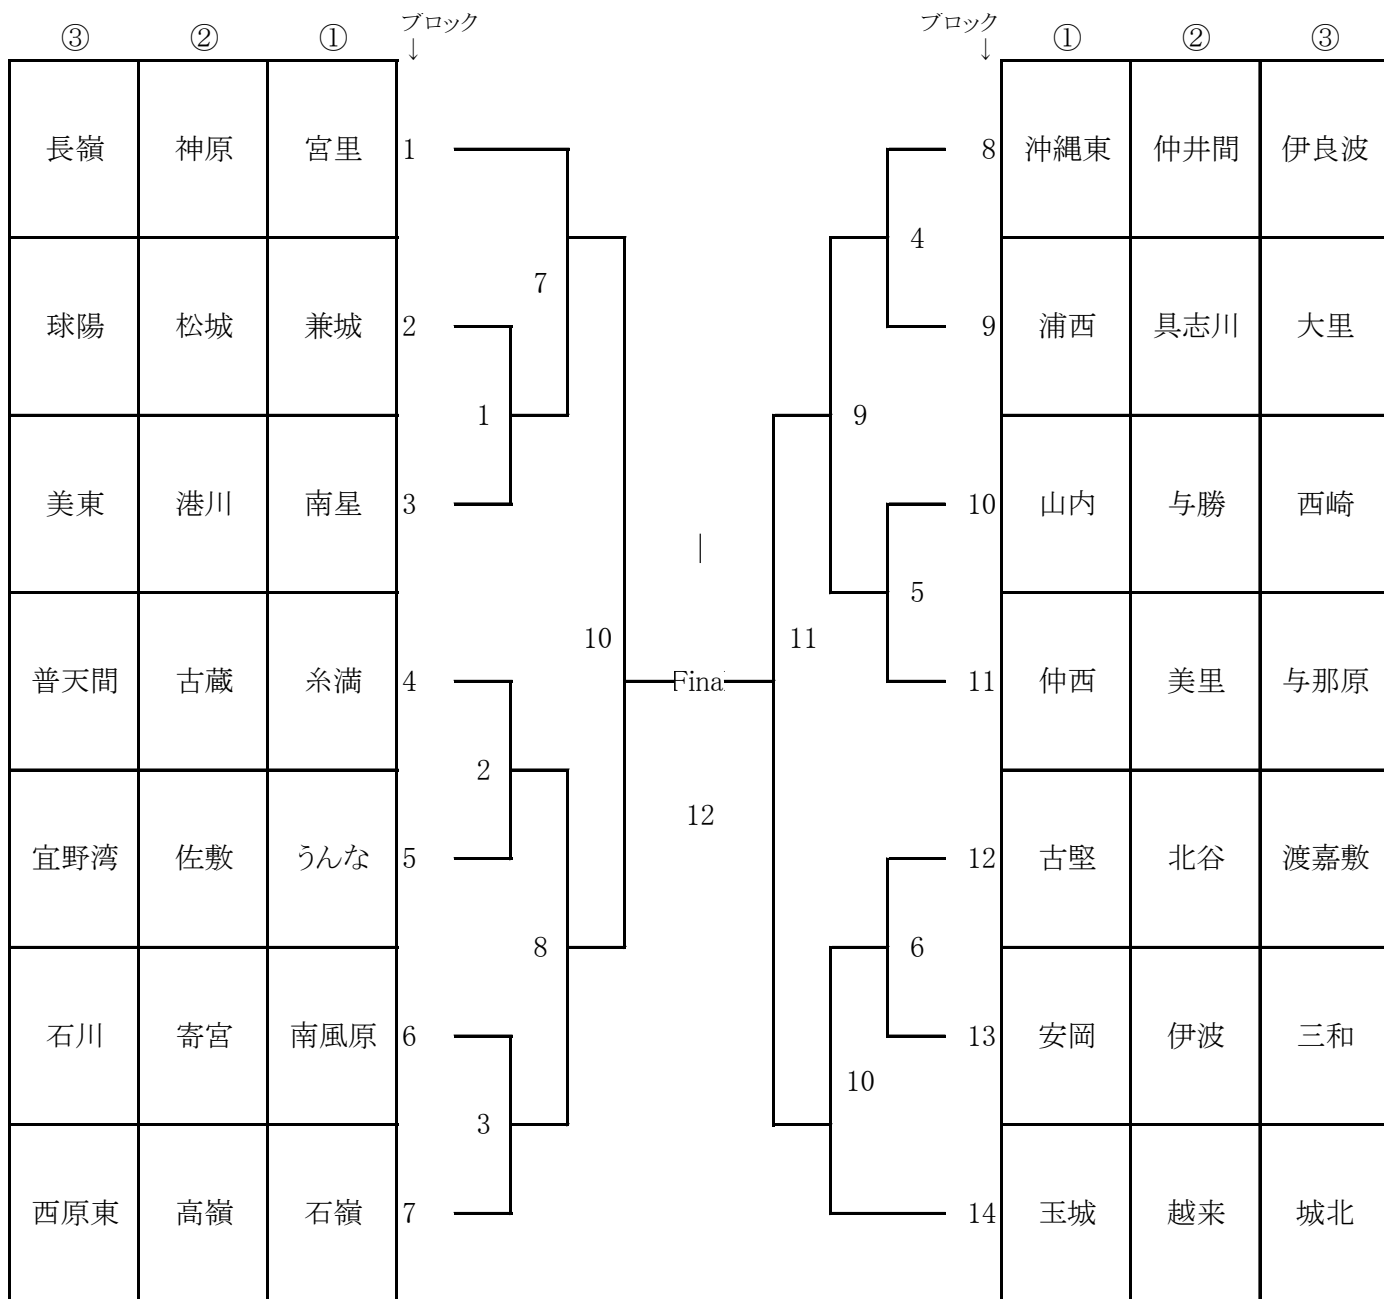 ブロック ブロック
③ ② ① ↓ ↓ ① ② ③
長嶺 神原 宮里 1 8 沖縄東 仲井間 伊良波
4
7
球陽 松城 兼城 2 9 浦西 具志川 大里
1 9
美東 港川 南星 3 10 山内 与勝 西崎
|
5
10 11
普天間 古蔵 糸満 4 Fina 11 仲西 美里 与那原
2
12
宜野湾 佐敷 うんな 5 12 古堅 北谷 渡嘉敷
8 6
石川 寄宮 南風原 6 13 安岡 伊波 三和
10
3
西原東 高嶺 石嶺 7 14 玉城 越来 城北